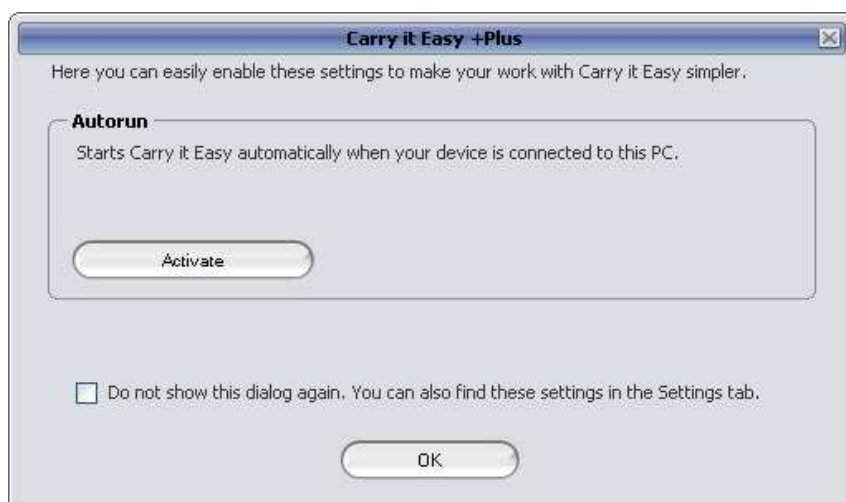 Carry it Easy +Plus
Here you can easily enable these settings to make your work with Carry it Easy simpler.
Autorun
Starts Carry it Easy automatically when your device is connected to this PC.
Activate
Do not show this dialog again. You can also find these settings in the Settings tab.
OK